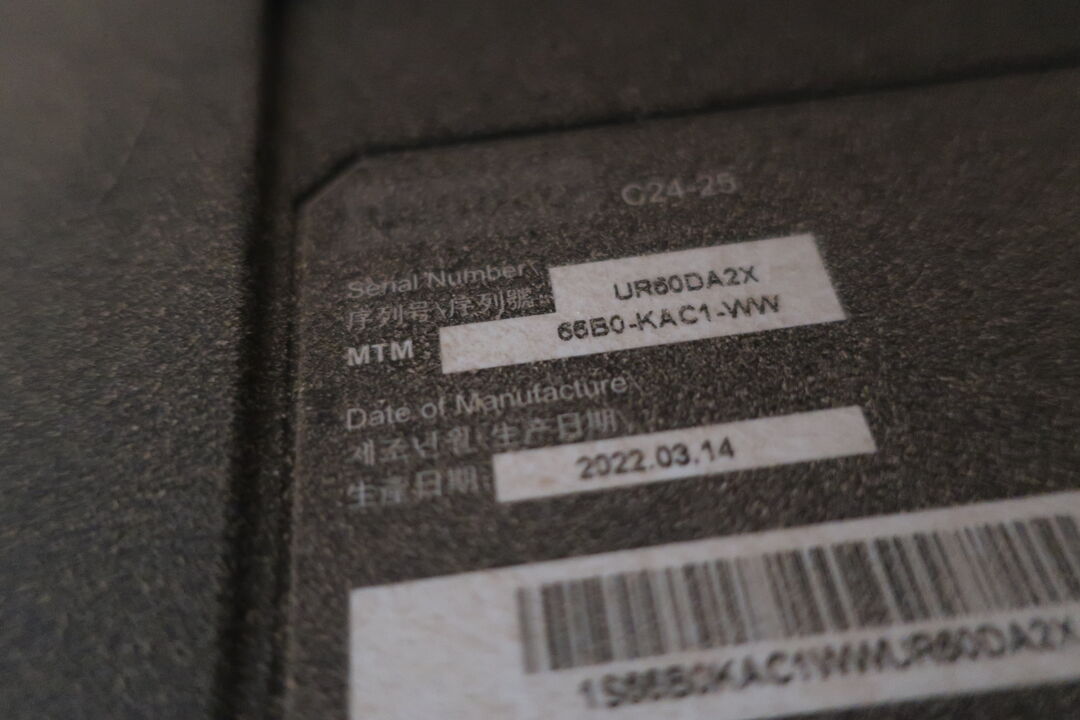 C24-25
Serial Number\
序列号\序列號: UR60DA2X
MTM : 66B0-KAC1-WW
Date of Manufacture\
제조년월\生产日期\
生產日期: 2022.03.14
1S66B0KAC1WWUR60DA2X